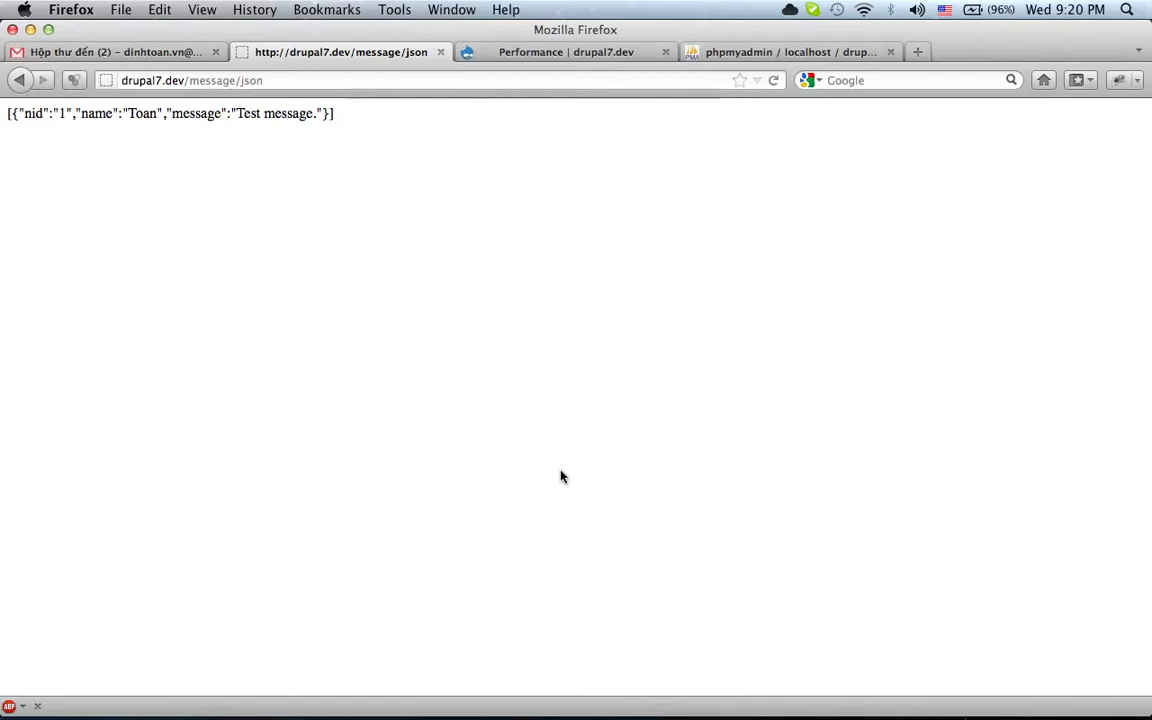 Firefox File Edit View History Bookmarks Tools Window Help (96%) Wed 9:20 PM
Mozilla Firefox
Hộp thư đến (2) – dinhtoan.vn@... http://drupal7.dev/message/json Performance | drupal7.dev phpmyadmin / localhost / drup...
drupal7.dev/message/json Google
[{"nid":"1","name":"Toan","message":"Test message."}]
ABP